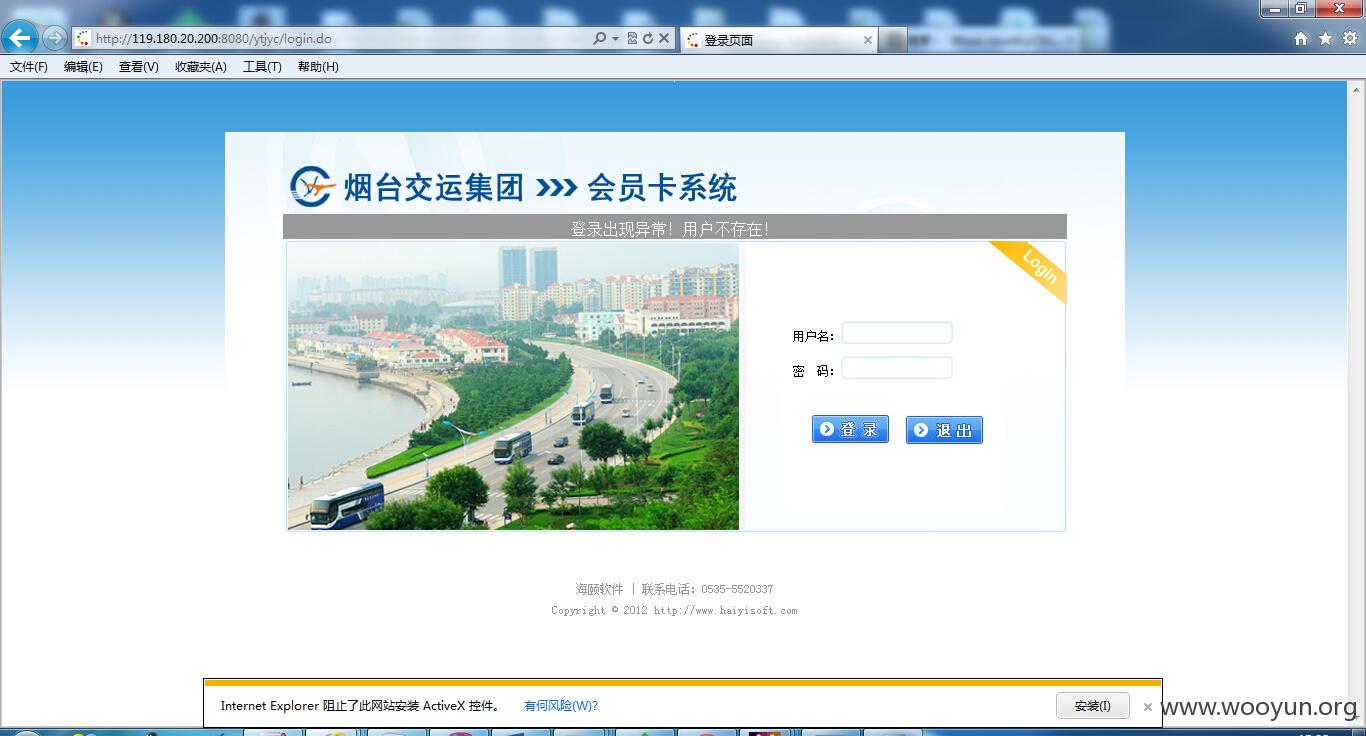 http://119.180.20.200:8080/ytjyc/login.do
登录页面
文件(F) 编辑(E) 查看(V) 收藏夹(A) 工具(T) 帮助(H)
烟台交运集团 >>> 会员卡系统
登录出现异常！用户不存在！
Login
用户名：
密 码：
登 录 退 出
海颐软件 | 联系电话：0535-5520337
Copyright © 2012 http://www.haiyisoft.com
Internet Explorer 阻止了此网站安装 ActiveX 控件。 有何风险(W)? 安装(I)
www.wooyun.org